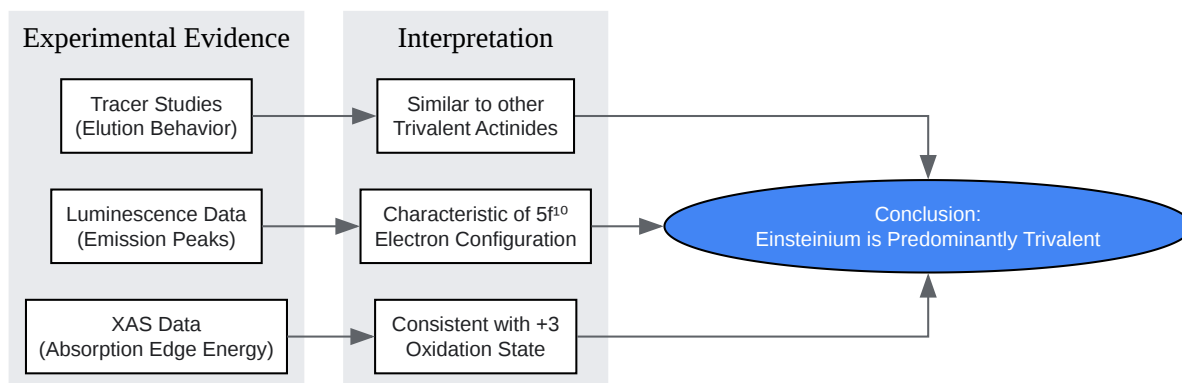 Experimental Evidence
Interpretation
Tracer Studies
(Elution Behavior)
Similar to other
Trivalent Actinides
Luminescence Data
(Emission Peaks)
Characteristic of 5f¹⁰
Electron Configuration
Conclusion:
Einsteinium is Predominantly Trivalent
XAS Data
(Absorption Edge Energy)
Consistent with +3
Oxidation State